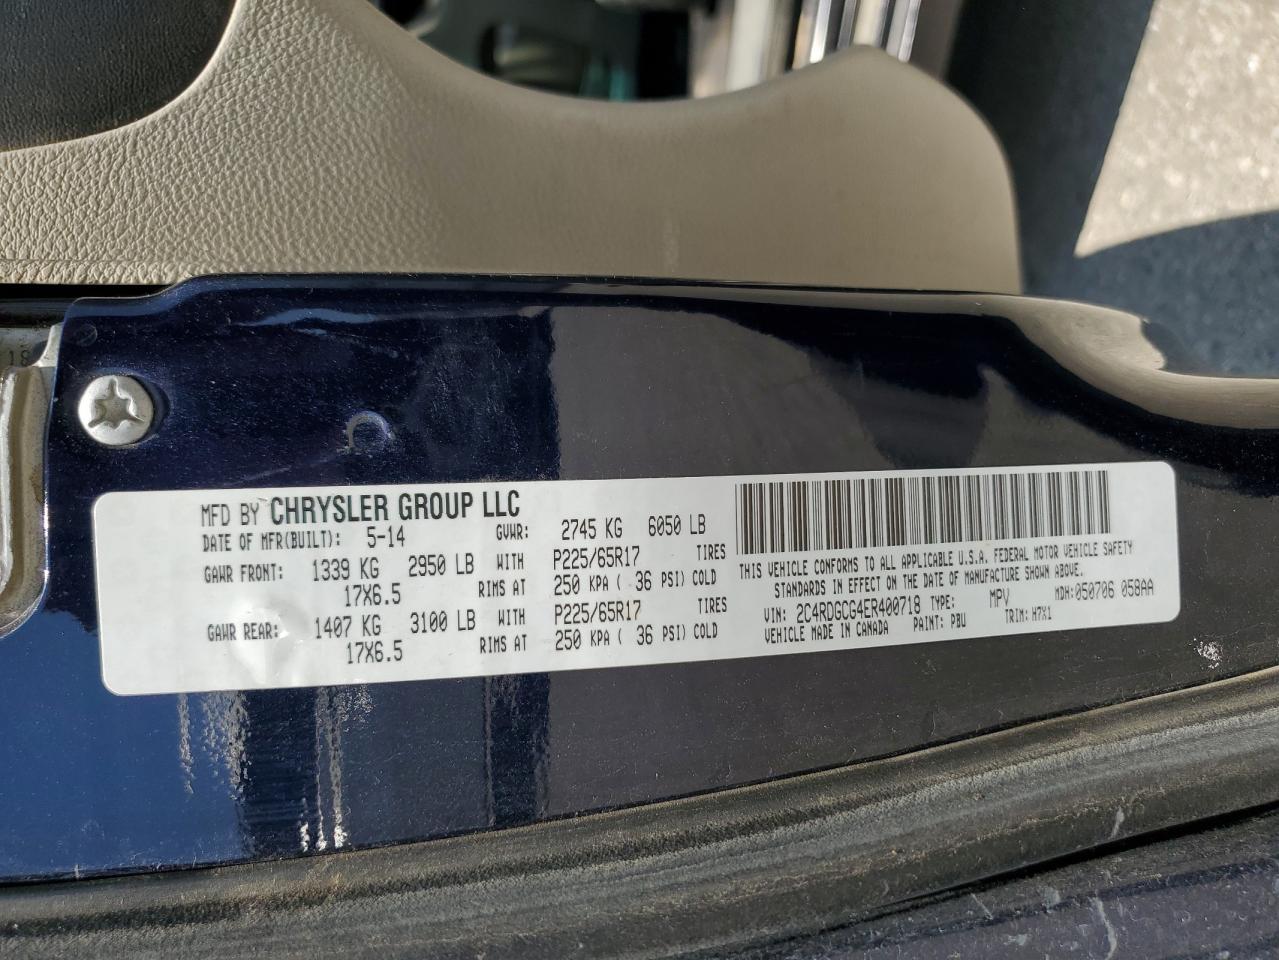 MFD BY CHRYSLER GROUP LLC
DATE OF MFR(BUILT): 5-14 GVWR: 2745 KG 6050 LB
GAWR FRONT: 1339 KG 2950 LB WITH P225/65R17 TIRES
17X6.5 RIMS AT 250 KPA ( 36 PSI) COLD
GAWR REAR: 1407 KG 3100 LB WITH P225/65R17 TIRES
17X6.5 RIMS AT 250 KPA ( 36 PSI) COLD
THIS VEHICLE CONFORMS TO ALL APPLICABLE U.S.A. FEDERAL MOTOR VEHICLE SAFETY
STANDARDS IN EFFECT ON THE DATE OF MANUFACTURE SHOWN ABOVE.
VIN: 2C4RDGCG4ER400718 TYPE: MPV MDH: 050706 058AA
VEHICLE MADE IN CANADA PAINT: PBU TRIM: H7X1
18